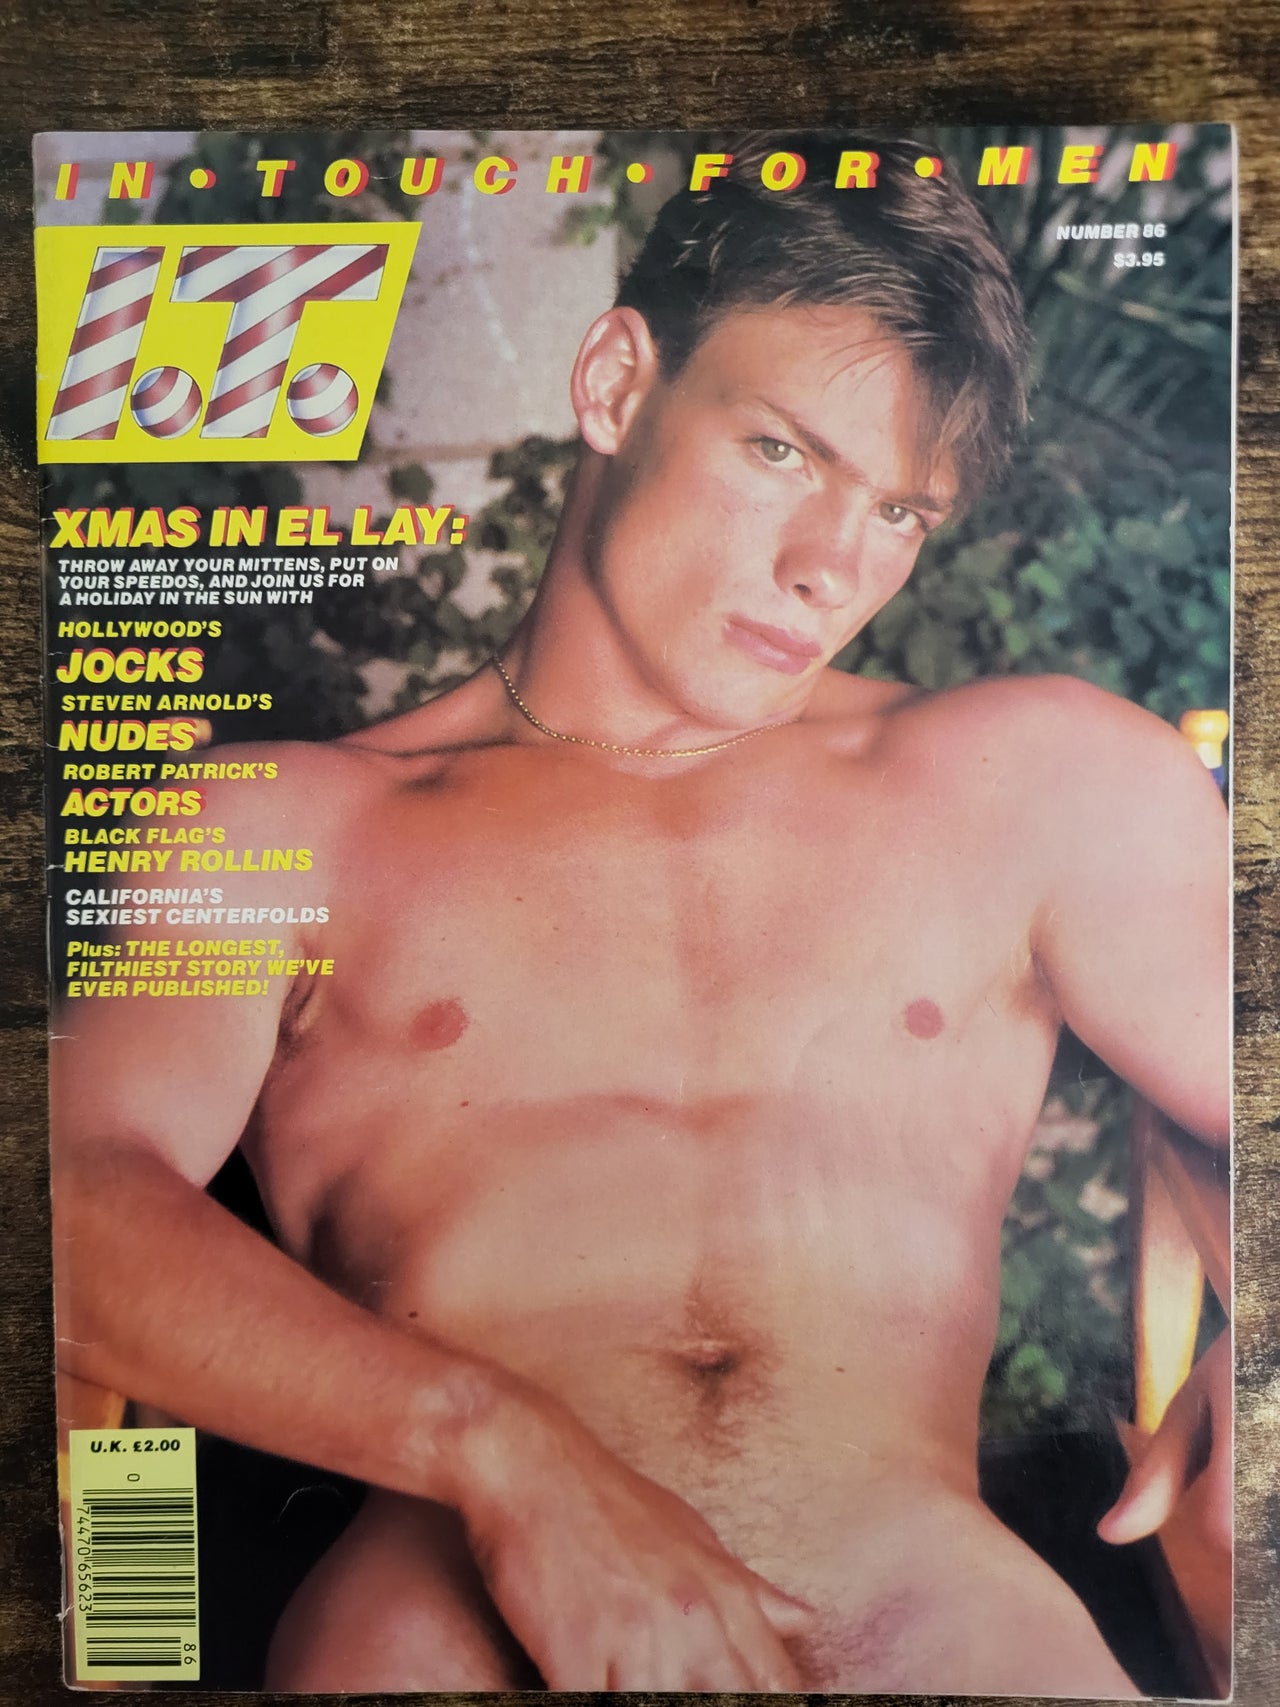 IN • TOUCH • FOR • MEN
NUMBER 86
$3.95
I.T.
XMAS IN EL LAY:
THROW AWAY YOUR MITTENS, PUT ON
YOUR SPEEDOS, AND JOIN US FOR
A HOLIDAY IN THE SUN WITH
HOLLYWOOD'S
JOCKS
STEVEN ARNOLD'S
NUDES
ROBERT PATRICK'S
ACTORS
BLACK FLAG'S
HENRY ROLLINS
CALIFORNIA'S
SEXIEST CENTERFOLDS
Plus: THE LONGEST,
FILTHIEST STORY WE'VE
EVER PUBLISHED!
U.K. £2.00
0
74470 65623
86